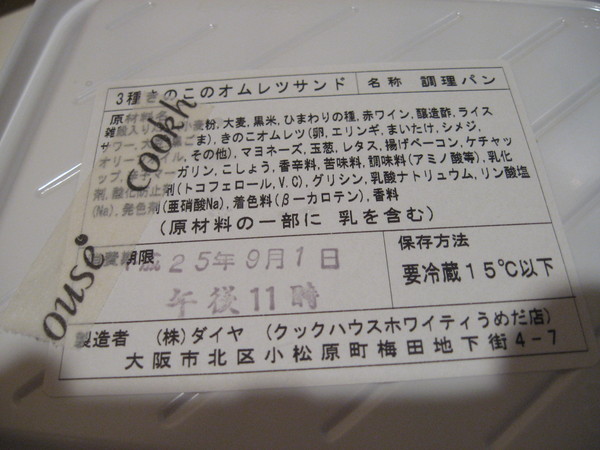 3種きのこのオムレツサンド 名称 調理パン
原材料名
雑穀入り 小麦粉,大麦,黒米,ひまわりの種,赤ワイン,醸造酢,ライス
サワー, ごま),きのこオムレツ(卵,エリンギ,まいたけ,シメジ,
オリーブオイル,その他),マヨネーズ,玉葱,レタス,揚げベーコン,ケチャッ
プ, マーガリン,こしょう,香辛料,苦味料,調味料(アミノ酸等),乳化
剤,酸化防止剤(トコフェロール,V.C),グリシン,乳酸ナトリュウム,リン酸塩
(Na),発色剤(亜硝酸Na),着色料(βーカロテン),香料
(原材料の一部に 乳を含む)
消費期限 平成25年9月1日
午後11時
保存方法
要冷蔵15℃以下
製造者 (株)ダイヤ (クックハウスホワイティうめだ店)
大阪市北区小松原町梅田地下街4-7
ouse cookh